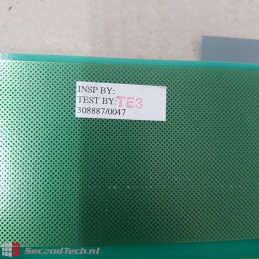 INSP BY:
TEST BY: TE3
308887/0047
SecondTech.nl